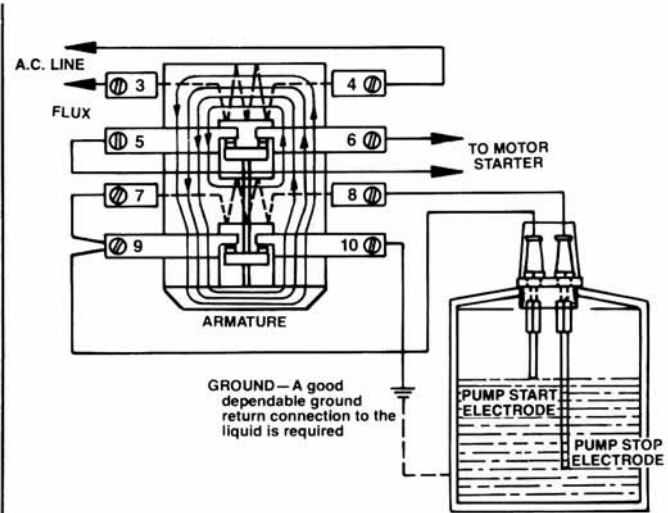 A.C. LINE
3
4
FLUX
5
6
TO MOTOR
STARTER
7
8
9
10
ARMATURE
GROUND—A good
dependable ground
return connection to the
liquid is required
PUMP START
ELECTRODE
PUMP STOP
ELECTRODE